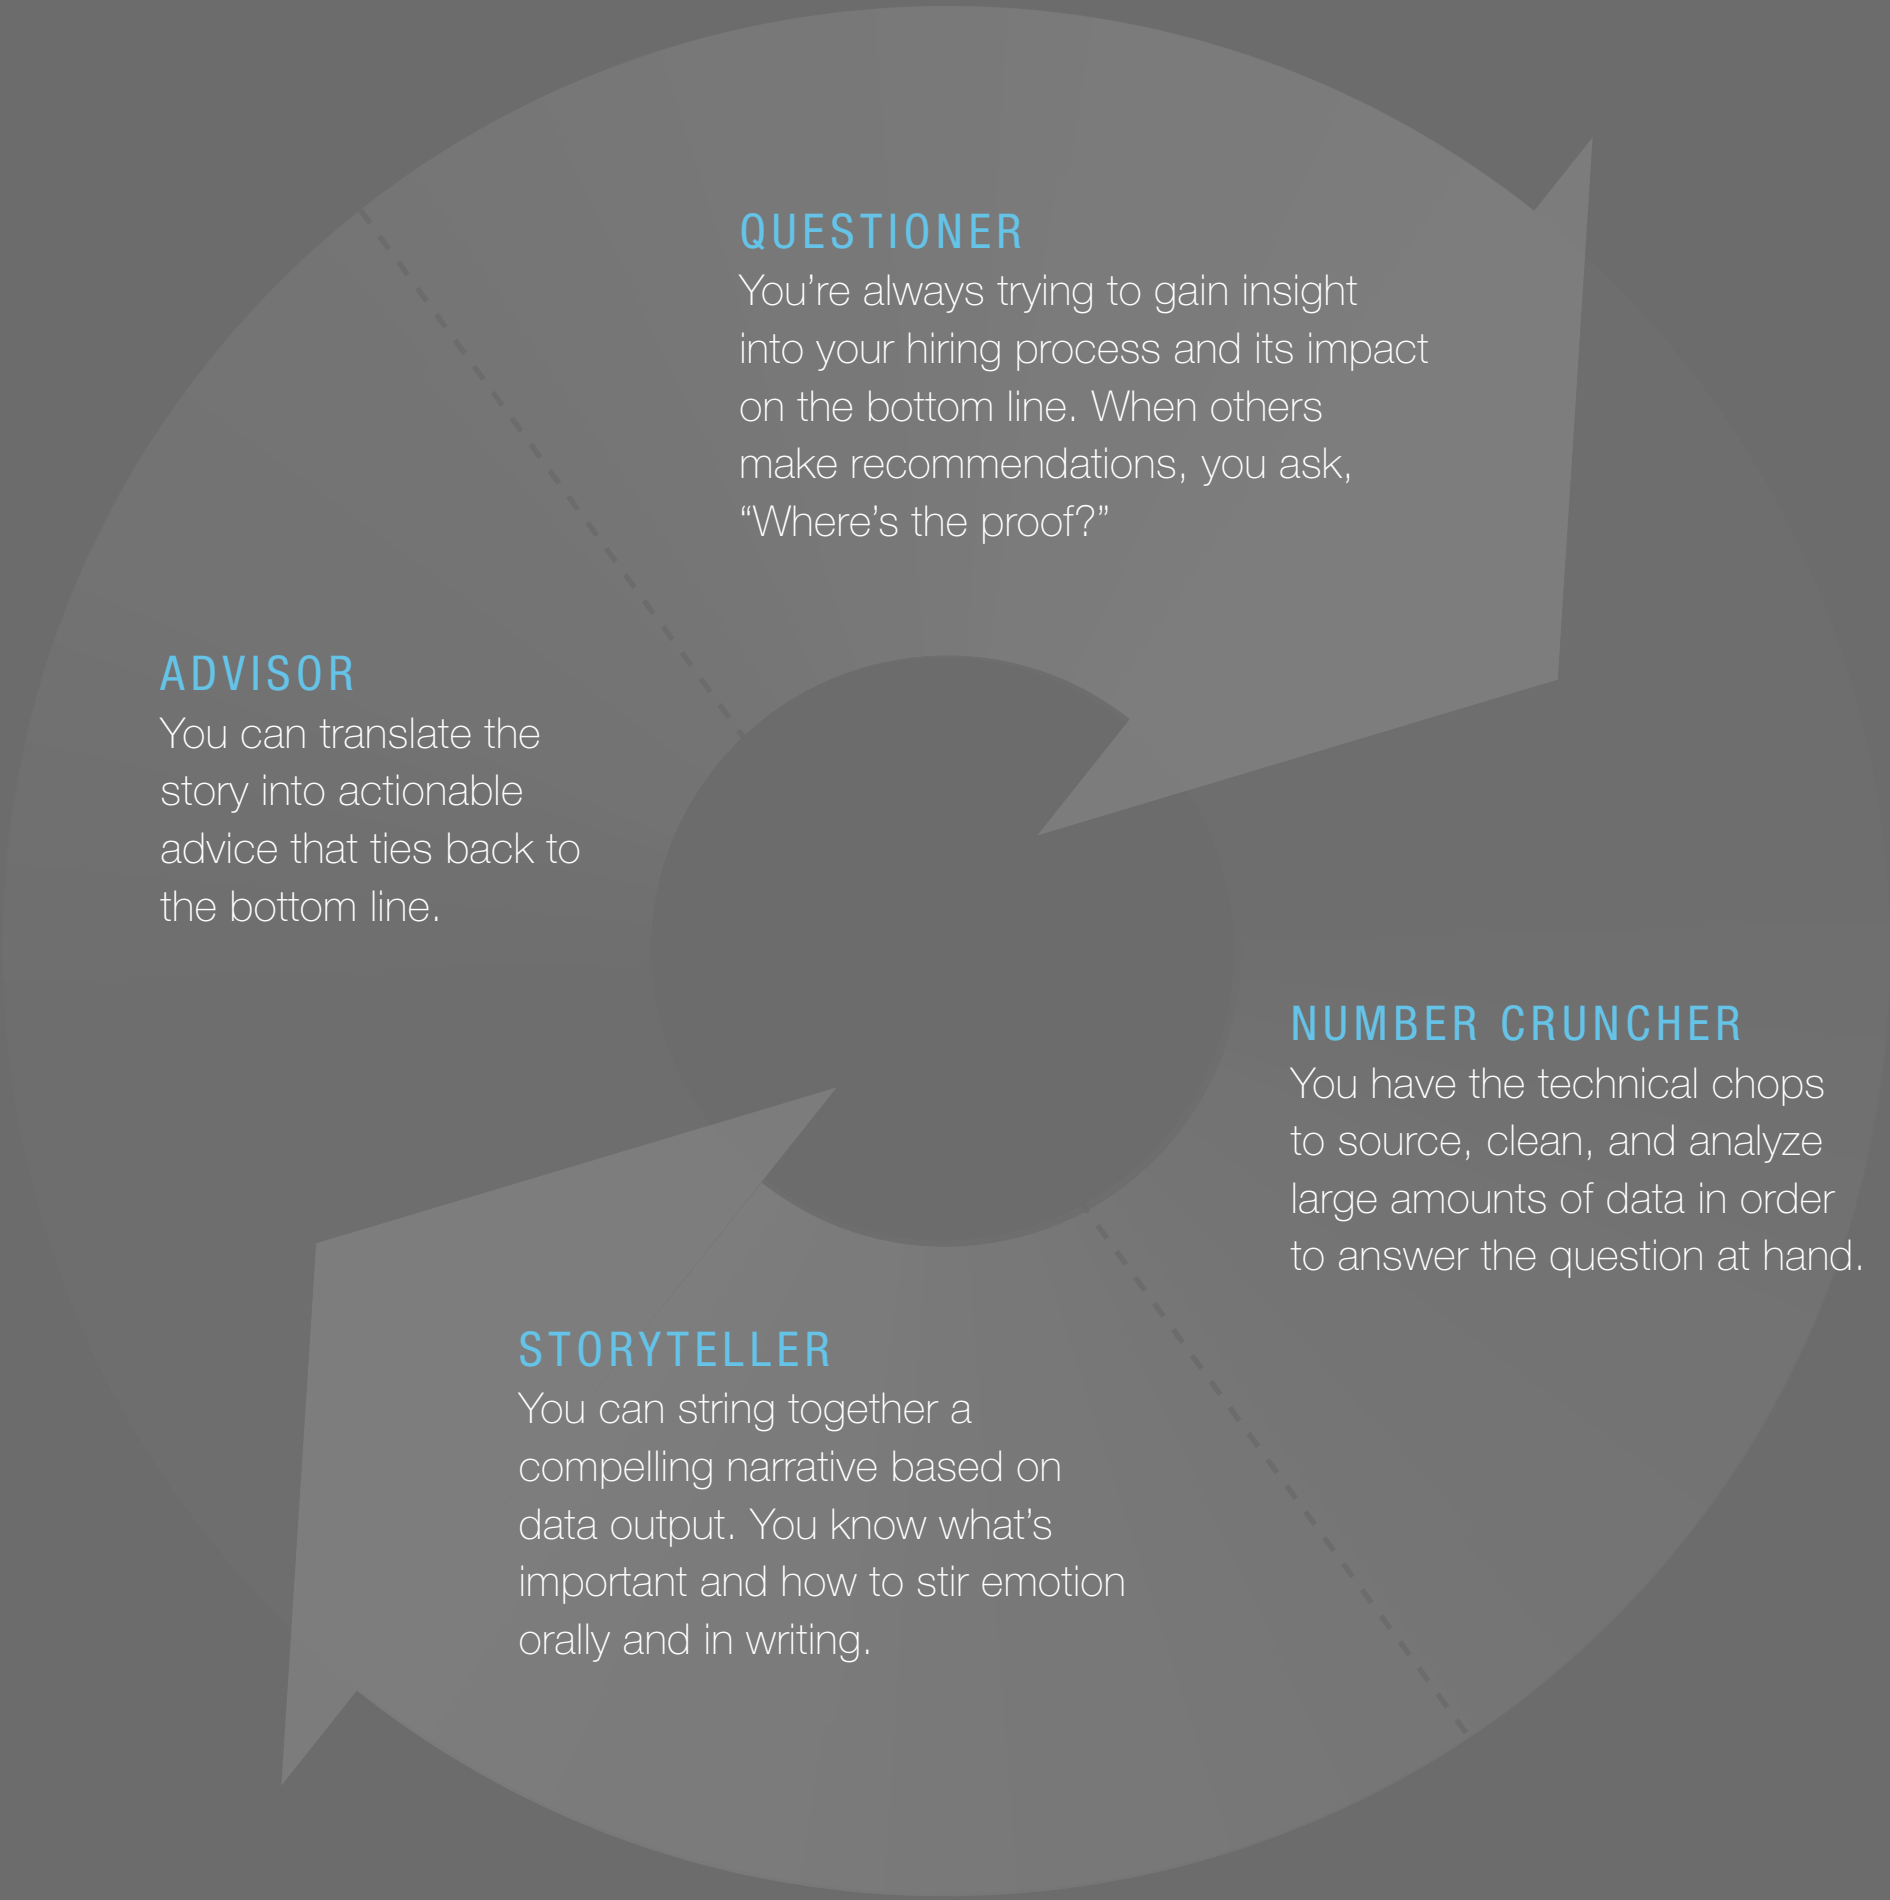 QUESTIONER
You’re always trying to gain insight
into your hiring process and its impact
on the bottom line. When others
make recommendations, you ask,
“Where’s the proof?”
ADVISOR
You can translate the
story into actionable
advice that ties back to
the bottom line.
NUMBER CRUNCHER
You have the technical chops
to source, clean, and analyze
large amounts of data in order
to answer the question at hand.
STORYTELLER
You can string together a
compelling narrative based on
data output. You know what’s
important and how to stir emotion
orally and in writing.